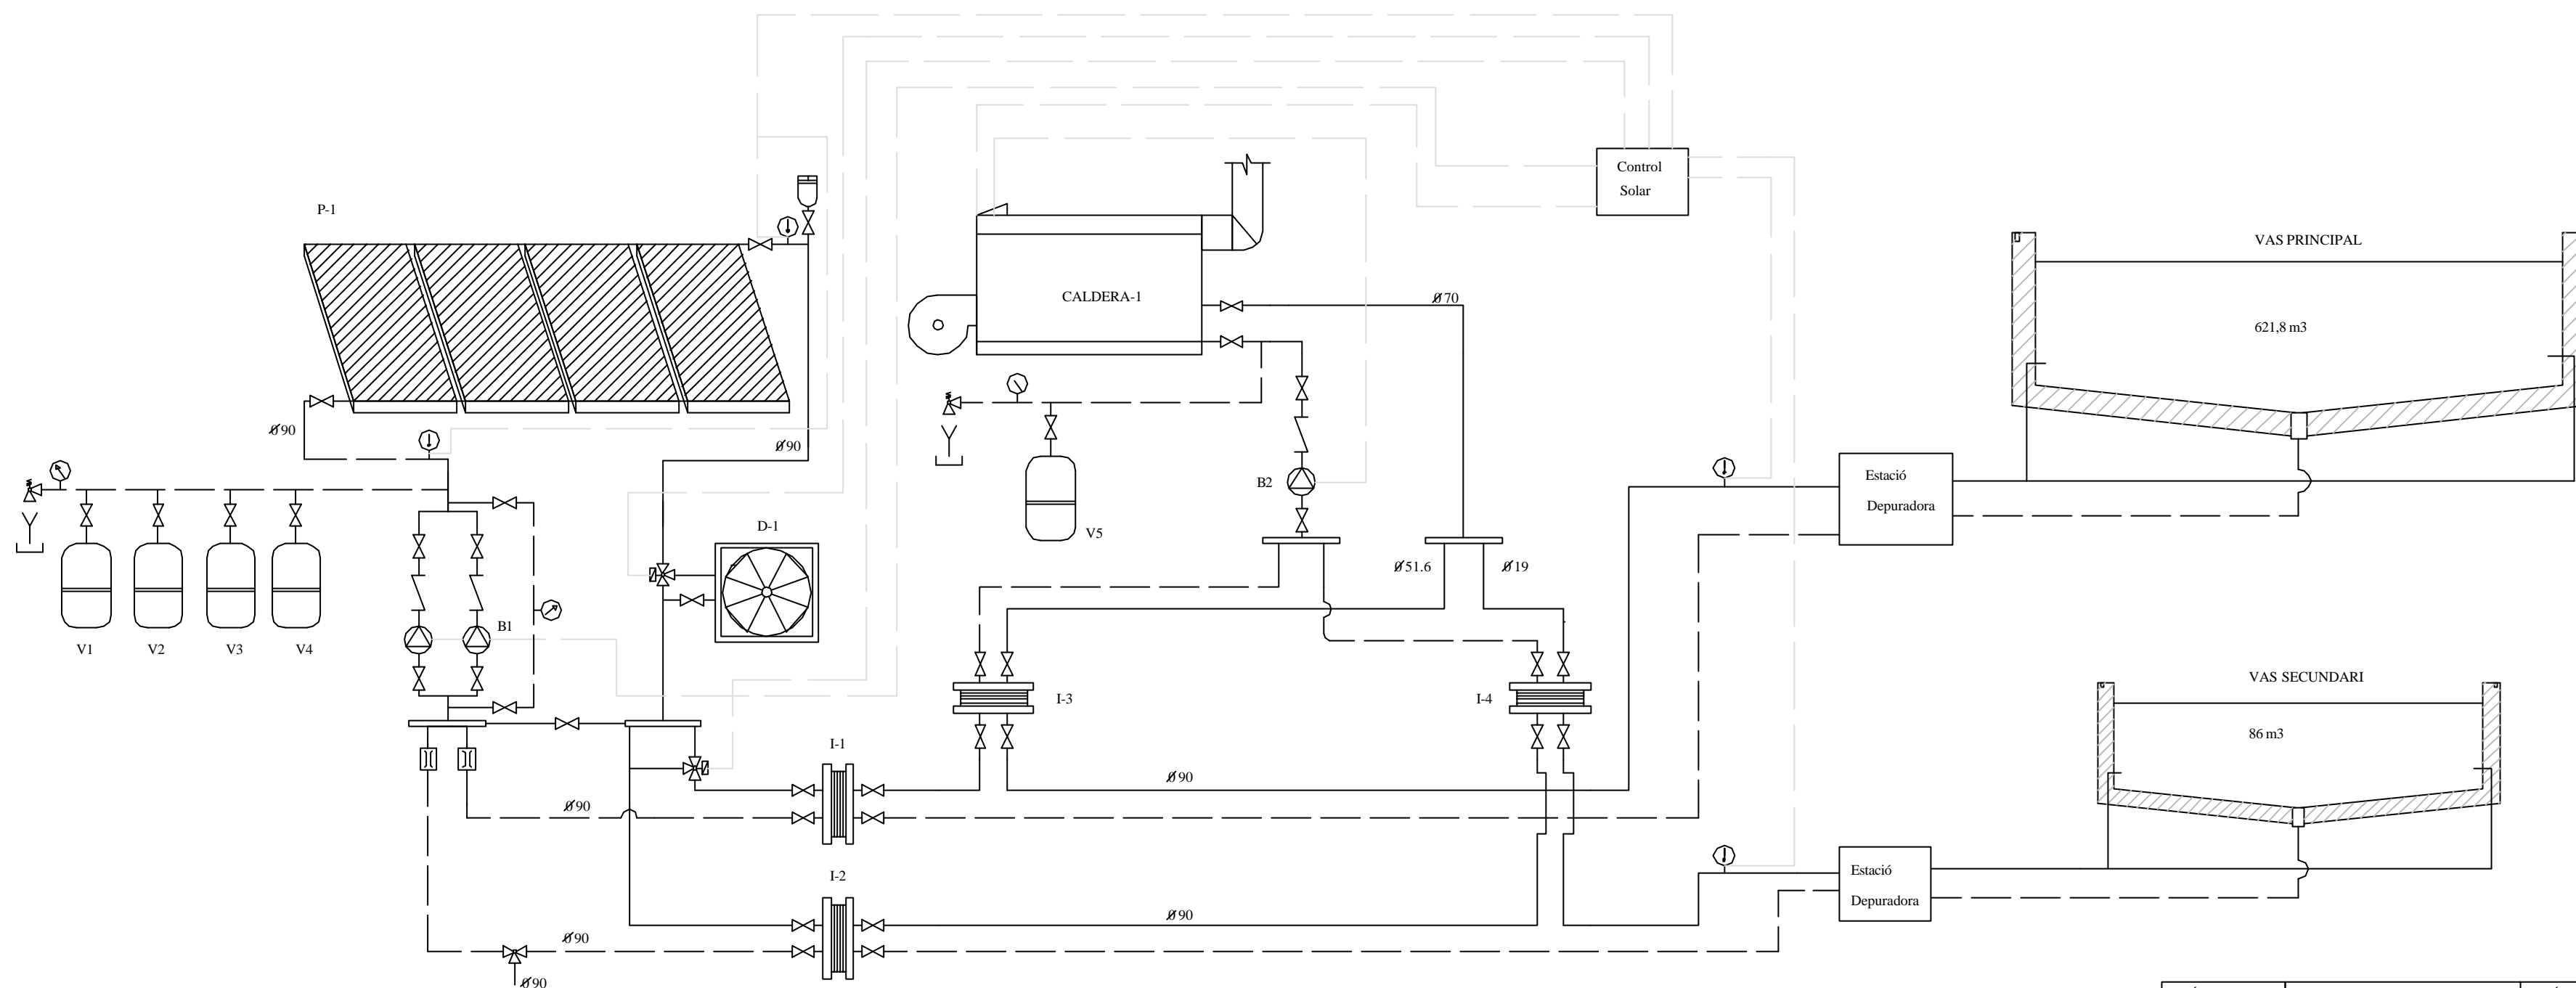 Control
Solar
P-1
VAS PRINCIPAL
CALDERA-1
Ø70
621,8 m3
Ø90
Ø90
Estació
Depuradora
B2
D-1
V5
Ø51.6
Ø19
B1
V1
V2
V3
V4
VAS SECUNDARI
I-3
I-4
86 m3
I-1
Ø90
Ø90
I-2
Estació
Depuradora
Ø90
Ø90
Ø90